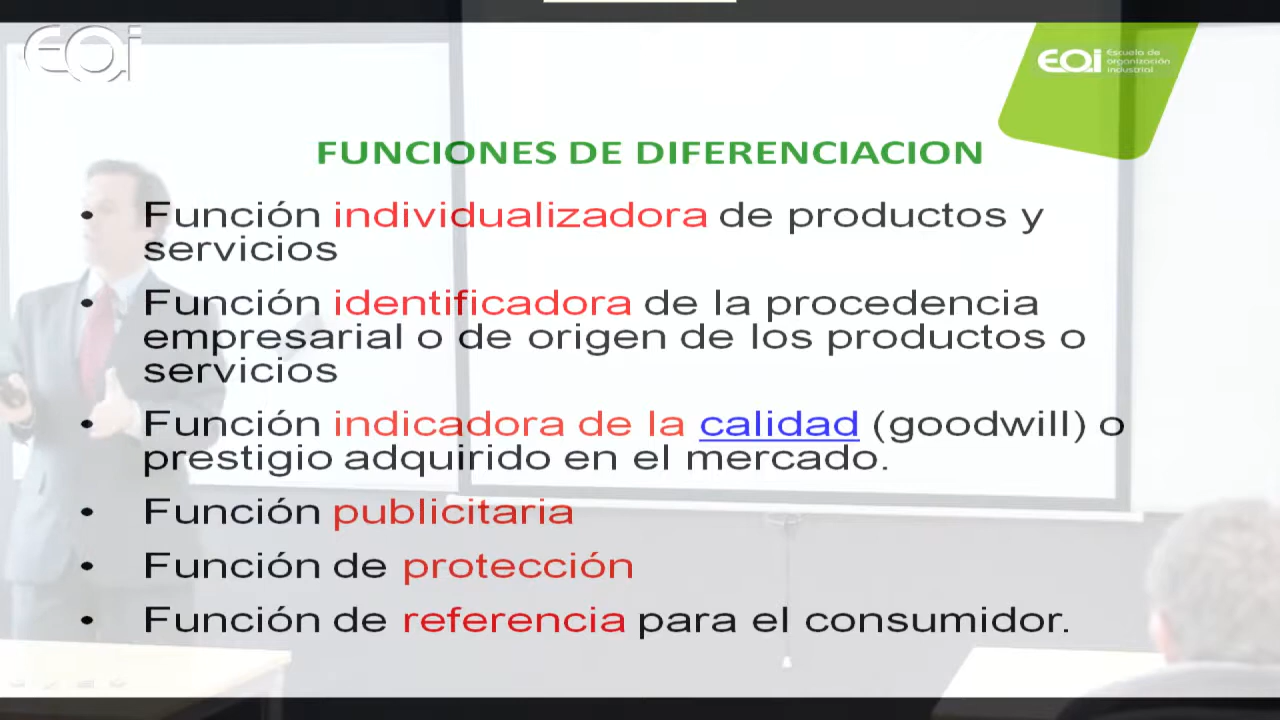 EOi
EOi Escuela de
organización
industrial
FUNCIONES DE DIFERENCIACION
• Función individualizadora de productos y
servicios
• Función identificadora de la procedencia
empresarial o de origen de los productos o
servicios
• Función indicadora de la calidad (goodwill) o
prestigio adquirido en el mercado.
• Función publicitaria
• Función de protección
• Función de referencia para el consumidor.